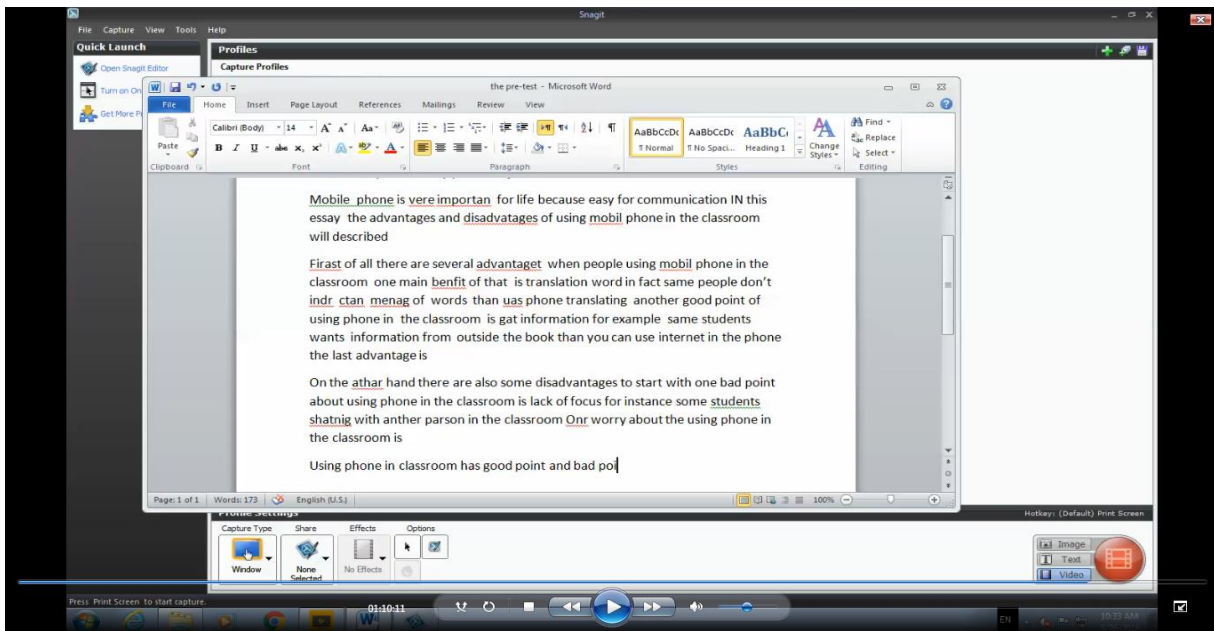 Snagit
File Capture View Tools Help
Quick Launch
Profiles
Open Snagit Editor
Capture Profiles
Turn on On
Get More P
the pre-test - Microsoft Word
File Home Insert Page Layout References Mailings Review View
Calibri (Body) 14
Paste
AaBbCcDc AaBbCcDc AaBbC
¶ Normal ¶ No Spaci... Heading 1
Change Styles
Find
Replace
Select
Clipboard Font Paragraph Styles Editing
Mobile phone is vere importan for life because easy for communication IN this
essay the advantages and disadvatages of using mobil phone in the classroom
will described
Firast of all there are several advantaget when people using mobil phone in the
classroom one main benfit of that is translation word in fact same people don't
indr ctan menag of words than uas phone translating another good point of
using phone in the classroom is gat information for example same students
wants information from outside the book than you can use internet in the phone
the last advantage is
On the athar hand there are also some disadvantages to start with one bad point
about using phone in the classroom is lack of focus for instance some students
shatnig with anther parson in the classroom Onr worry about the using phone in
the classroom is
Using phone in classroom has good point and bad poi
Page: 1 of 1 Words: 173 English (U.S.) 100%
Profile Settings
Hotkey: (Default) Print Screen
Capture Type Share Effects Options
Window None Selected No Effects
Image
Text
Video
Press Print Screen to start capture.
01:10:11
EN 10:33 AM